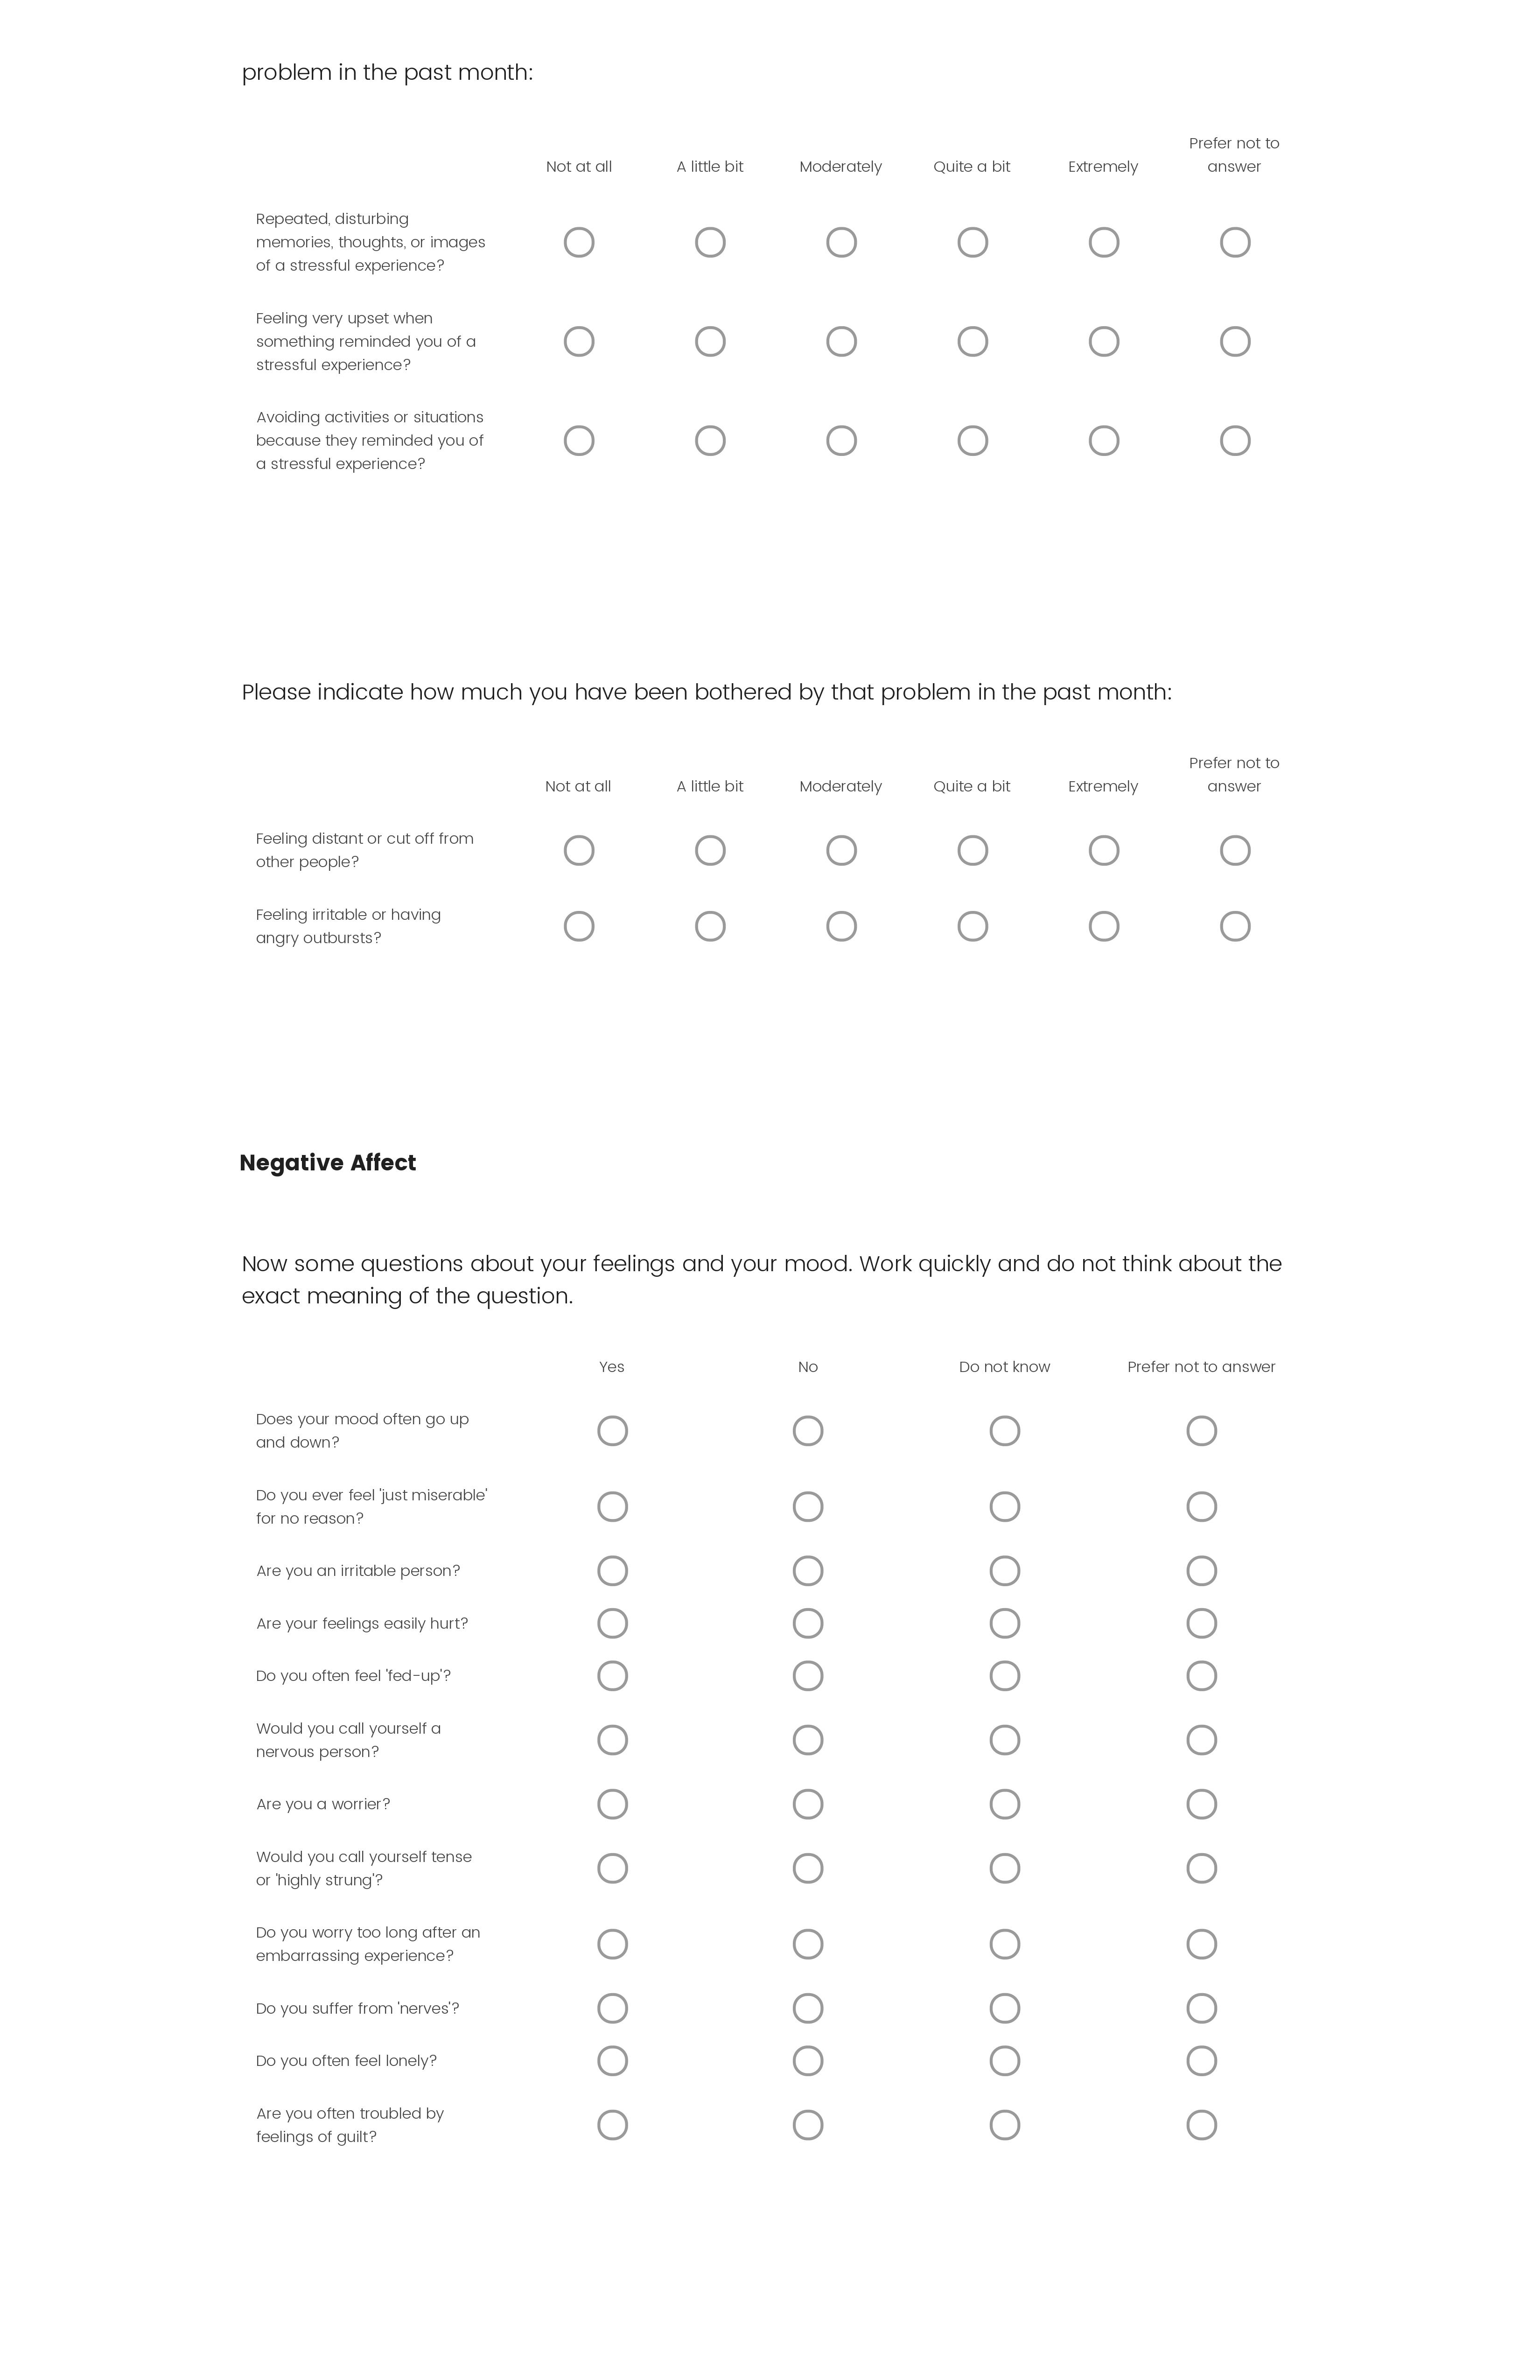 problem in the past month:
Prefer not to
Not at all A little bit Moderately Quite a bit Extremely answer
Repeated, disturbing
memories, thoughts, or images
of a stressful experience?
Feeling very upset when
something reminded you of a
stressful experience?
Avoiding activities or situations
because they reminded you of
a stressful experience?
Please indicate how much you have been bothered by that problem in the past month:
Prefer not to
Not at all A little bit Moderately Quite a bit Extremely answer
Feeling distant or cut off from
other people?
Feeling irritable or having
angry outbursts?
Negative Affect
Now some questions about your feelings and your mood. Work quickly and do not think about the
exact meaning of the question.
Yes No Do not know Prefer not to answer
Does your mood often go up
and down?
Do you ever feel 'just miserable'
for no reason?
Are you an irritable person?
Are your feelings easily hurt?
Do you often feel 'fed-up'?
Would you call yourself a
nervous person?
Are you a worrier?
Would you call yourself tense
or 'highly strung'?
Do you worry too long after an
embarrassing experience?
Do you suffer from 'nerves'?
Do you often feel lonely?
Are you often troubled by
feelings of guilt?